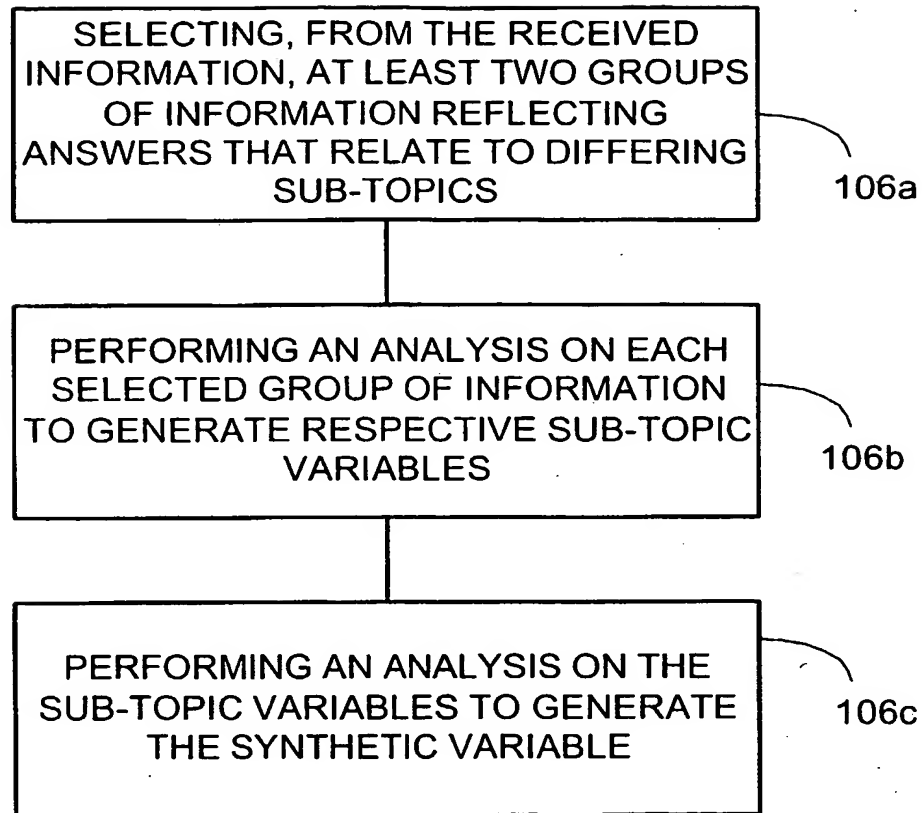 SELECTING, FROM THE RECEIVED
INFORMATION, AT LEAST TWO GROUPS
OF INFORMATION REFLECTING
ANSWERS THAT RELATE TO DIFFERING
SUB-TOPICS
106a
PERFORMING AN ANALYSIS ON EACH
SELECTED GROUP OF INFORMATION
TO GENERATE RESPECTIVE SUB-TOPIC
VARIABLES
106b
PERFORMING AN ANALYSIS ON THE
SUB-TOPIC VARIABLES TO GENERATE
THE SYNTHETIC VARIABLE
106c